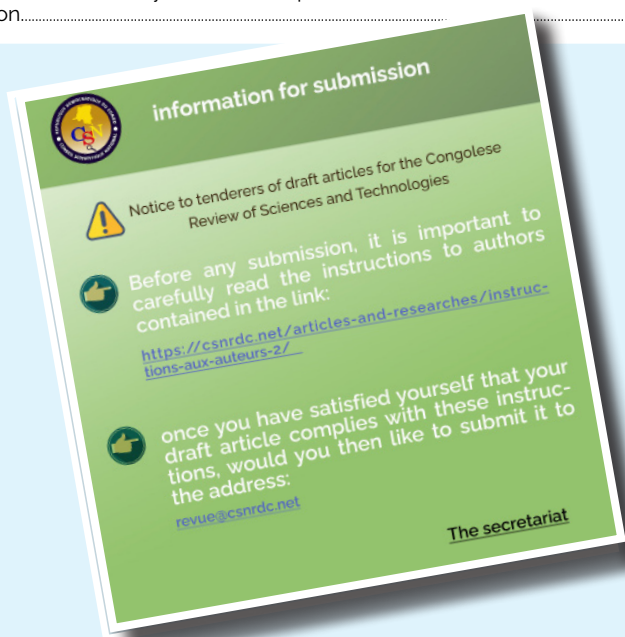 on
information for submission
CSN
Notice to tenderers of draft articles for the Congolese
Review of Sciences and Technologies
Before any submission, it is important to
carefully read the instructions to authors
contained in the link:
https://csnrdc.net/articles-and-researches/instruc-
tions-aux-auteurs-2/
once you have satisfied yourself that your
draft article complies with these instruc-
tions, would you then like to submit it to
the address:
revue@csnrdc.net
The secretariat